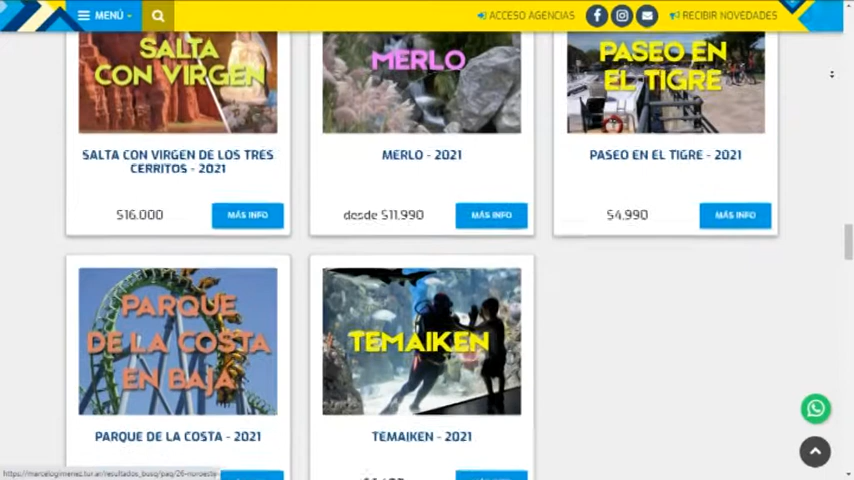 MENÚ
ACCESO AGENCIAS
RECIBIR NOVEDADES
SALTA
CON VIRGEN
MERLO
PASEO EN
EL TIGRE
SALTA CON VIRGEN DE LOS TRES
CERRITOS - 2021
MERLO - 2021
PASEO EN EL TIGRE - 2021
$16.000
MÁS INFO
desde $11.990
MÁS INFO
$4.990
MÁS INFO
PARQUE
DE LA COSTA
EN BAJA
TEMAIKEN
PARQUE DE LA COSTA - 2021
TEMAIKEN - 2021